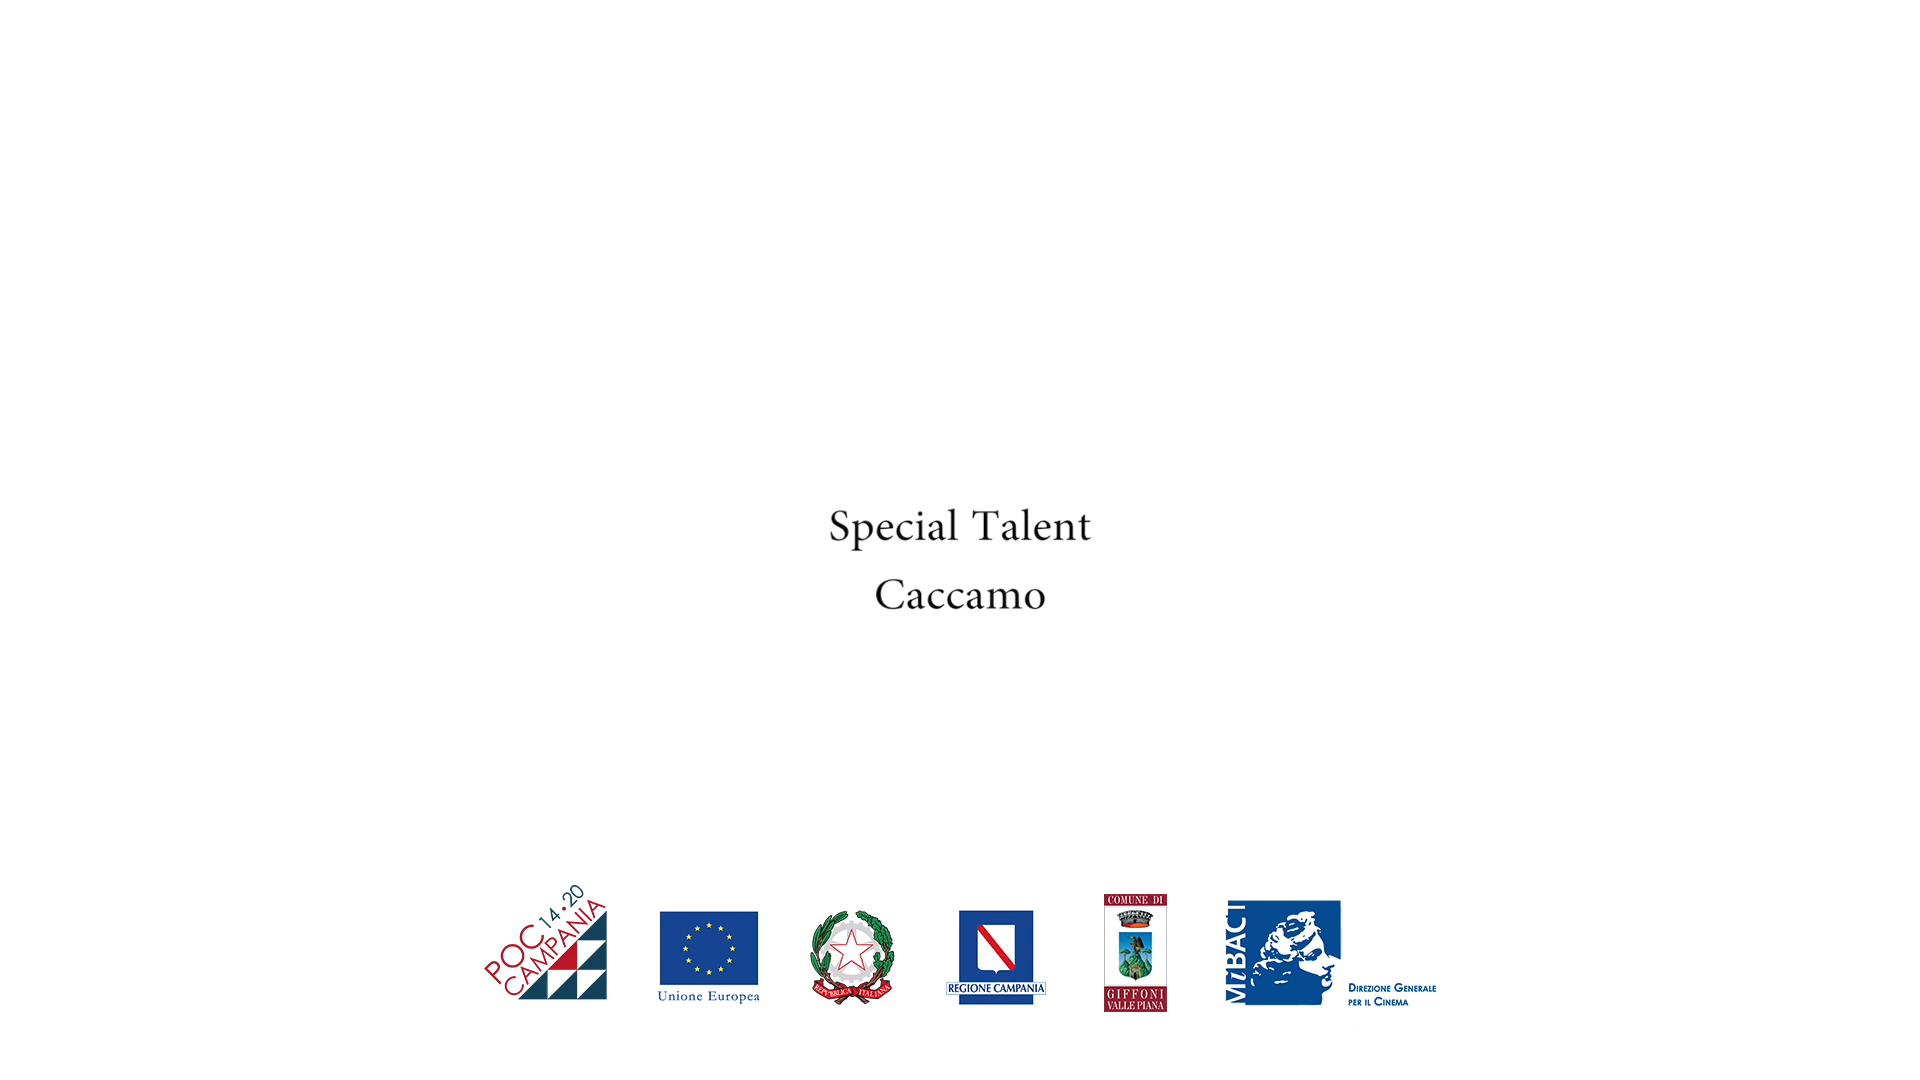 Special Talent
Caccamo
POC 14.20
CAMPANIA
Unione Europea
REPVBBLICA ITALIANA
REGIONE CAMPANIA
COMUNE DI
GIFFONI
VALLE PIANA
MiBACT
DIREZIONE GENERALE
PER IL CINEMA